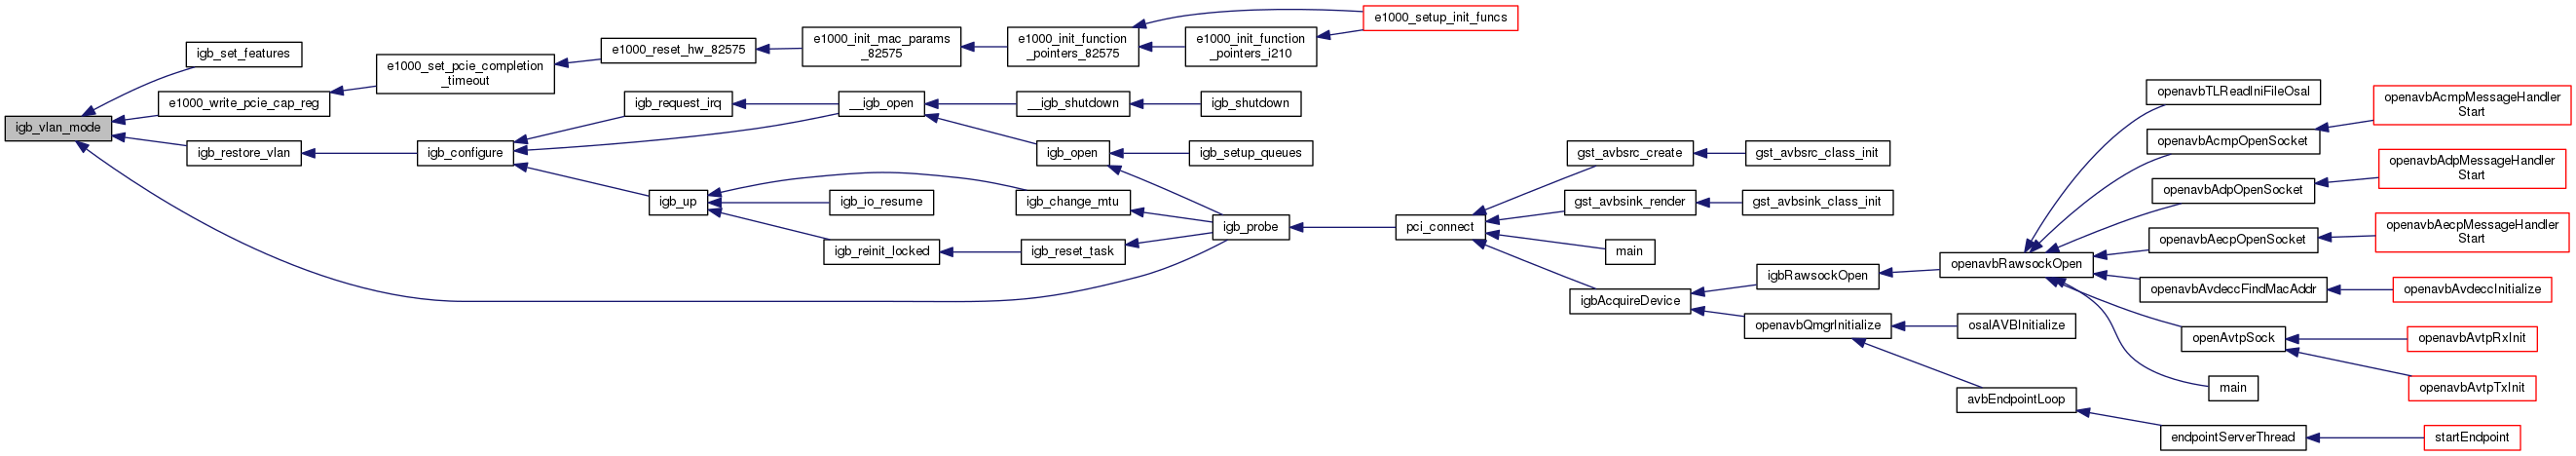 igb_vlan_mode
igb_set_features
e1000_write_pcie_cap_reg
igb_restore_vlan
e1000_set_pcie_completion
_timeout
igb_configure
e1000_reset_hw_82575
igb_request_irq
igb_up
e1000_init_mac_params
_82575
__igb_open
igb_io_resume
igb_reinit_locked
e1000_init_function
_pointers_82575
__igb_shutdown
igb_open
igb_change_mtu
igb_reset_task
e1000_init_function
_pointers_i210
igb_shutdown
igb_setup_queues
igb_probe
e1000_setup_init_funcs
pci_connect
gst_avbsrc_create
gst_avbsink_render
main
igbAcquireDevice
gst_avbsrc_class_init
gst_avbsink_class_init
igbRawsockOpen
openavbQmgrInitialize
openavbRawsockOpen
osalAVBInitialize
avbEndpointLoop
openavbTLReadIniFileOsal
openavbAcmpOpenSocket
openavbAdpOpenSocket
openavbAecpOpenSocket
openavbAvdeccFindMacAddr
openAvtpSock
main
endpointServerThread
openavbAcmpMessageHandler
Start
openavbAdpMessageHandler
Start
openavbAecpMessageHandler
Start
openavbAvdeccInitialize
openavbAvtpRxInit
openavbAvtpTxInit
startEndpoint